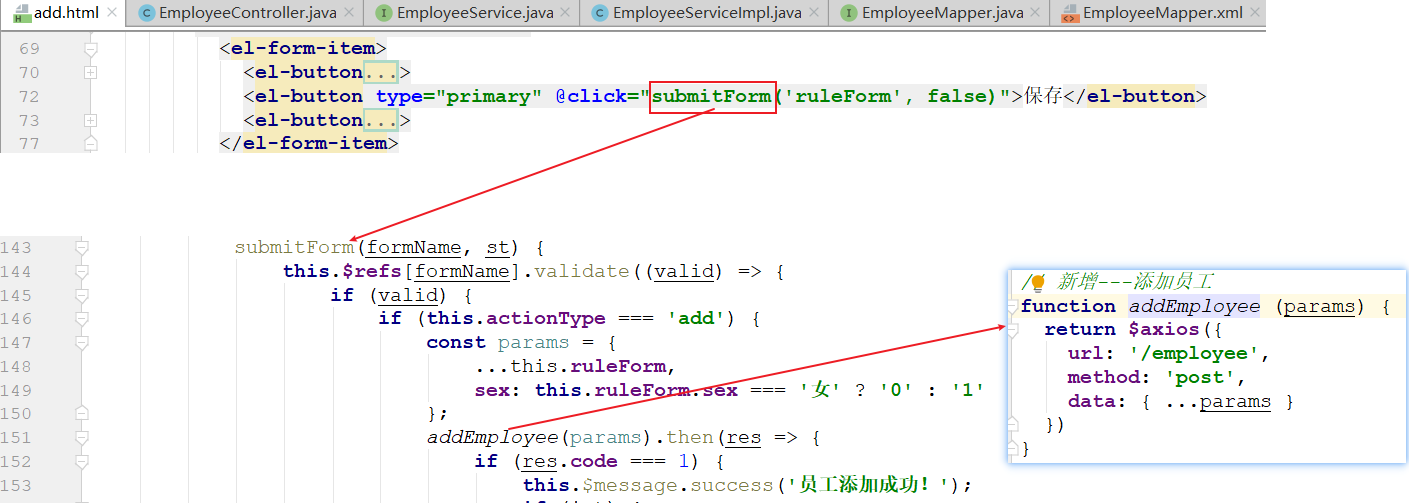 add.html EmployeeController.java EmployeeService.java EmployeeServiceImpl.java EmployeeMapper.java EmployeeMapper.xml
69 <el-form-item>
70 <el-button...>
72 <el-button type="primary" @click="submitForm('ruleForm', false)">保存</el-button>
73 <el-button...>
77 </el-form-item>
143 submitForm(formName, st) {
144 this.$refs[formName].validate((valid) => {
145 if (valid) {
146 if (this.actionType === 'add') {
147 const params = {
148 ...this.ruleForm,
149 sex: this.ruleForm.sex === '女' ? '0' : '1'
150 };
151 addEmployee(params).then(res => {
152 if (res.code === 1) {
153 this.$message.success('员工添加成功！');
/ 新增---添加员工
function addEmployee (params) {
return $axios({
url: '/employee',
method: 'post',
data: { ...params }
})
}